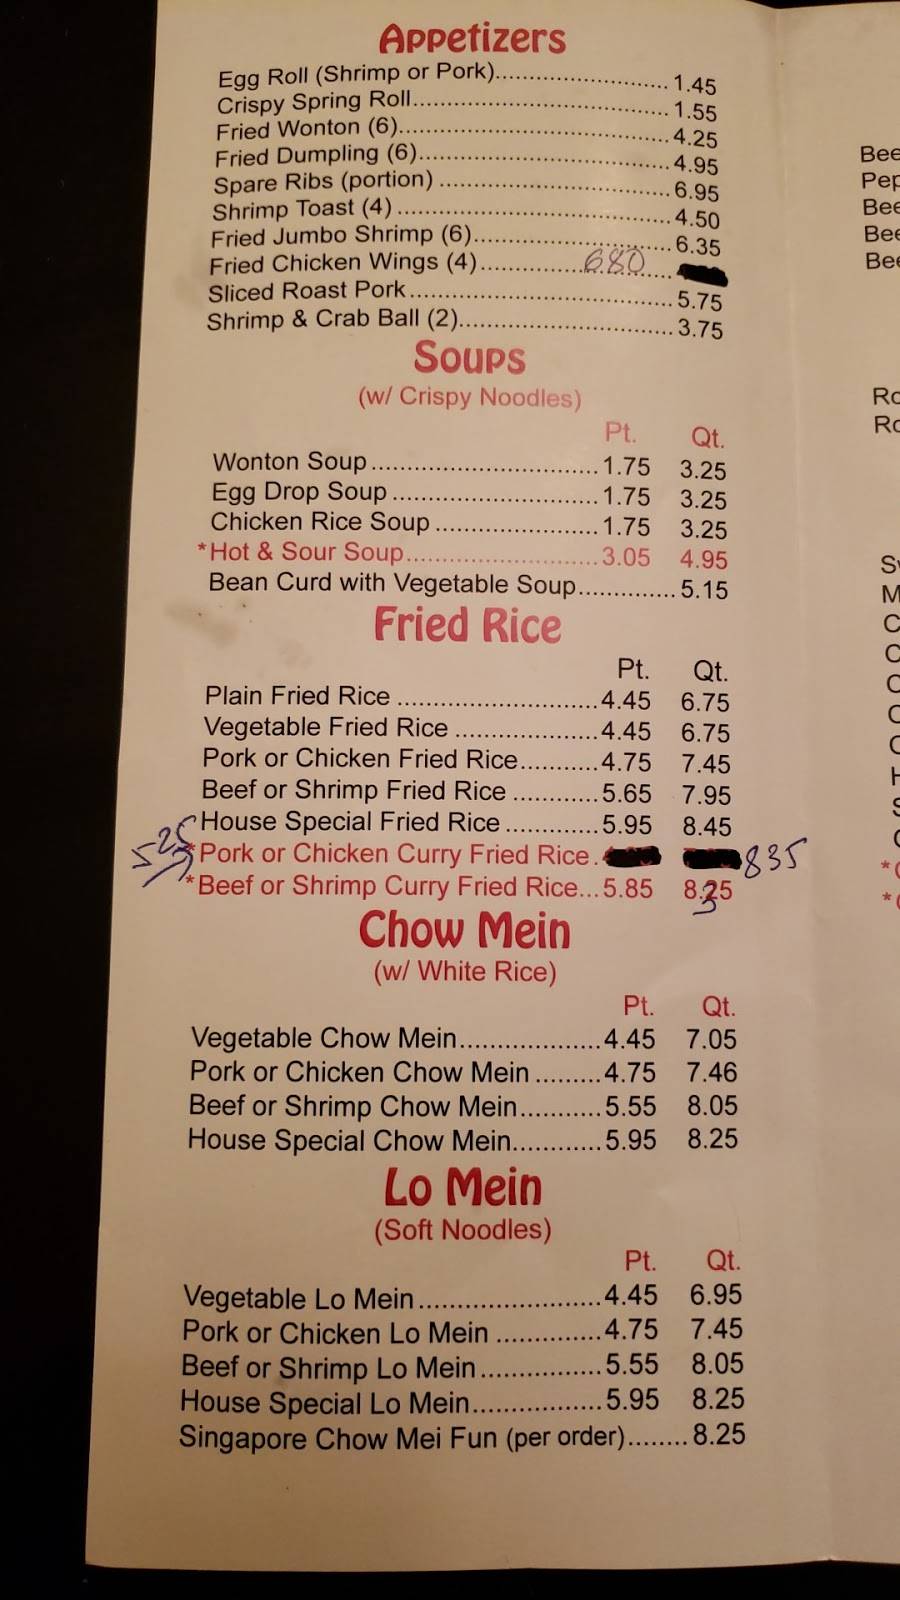 Appetizers
Egg Roll (Shrimp or Pork)............................ 1.45
Crispy Spring Roll........................................ 1.55
Fried Wonton (6).......................................... 4.25
Fried Dumpling (6)....................................... 4.95
Spare Ribs (portion) .................................... 6.95
Shrimp Toast (4) .......................................... 4.50
Fried Jumbo Shrimp (6)............................... 6.35
Fried Chicken Wings (4)............................ 680
Sliced Roast Pork ........................................ 5.75
Shrimp & Crab Ball (2)................................. 3.75
Soups
(w/ Crispy Noodles)
Pt. Qt.
Wonton Soup ................................ 1.75 3.25
Egg Drop Soup ............................. 1.75 3.25
Chicken Rice Soup ....................... 1.75 3.25
*Hot & Sour Soup............................ 3.05 4.95
Bean Curd with Vegetable Soup.............. 5.15
Fried Rice
Pt. Qt.
Plain Fried Rice ............................ 4.45 6.75
Vegetable Fried Rice .................... 4.45 6.75
Pork or Chicken Fried Rice........... 4.75 7.45
Beef or Shrimp Fried Rice ............ 5.65 7.95
House Special Fried Rice ............. 5.95 8.45
525 *Pork or Chicken Curry Fried Rice . 835
*Beef or Shrimp Curry Fried Rice... 5.85 8.25 3
Chow Mein
(w/ White Rice)
Pt. Qt.
Vegetable Chow Mein.................... 4.45 7.05
Pork or Chicken Chow Mein ......... 4.75 7.46
Beef or Shrimp Chow Mein........... 5.55 8.05
House Special Chow Mein............ 5.95 8.25
Lo Mein
(Soft Noodles)
Pt. Qt.
Vegetable Lo Mein .......................... 4.45 6.95
Pork or Chicken Lo Mein ............... 4.75 7.45
Beef or Shrimp Lo Mein ................. 5.55 8.05
House Special Lo Mein................... 5.95 8.25
Singapore Chow Mei Fun (per order)........ 8.25
Bee
Pep
Bee
Bee
Bee
Ro
Ro
M
C
C
C
C
C
H